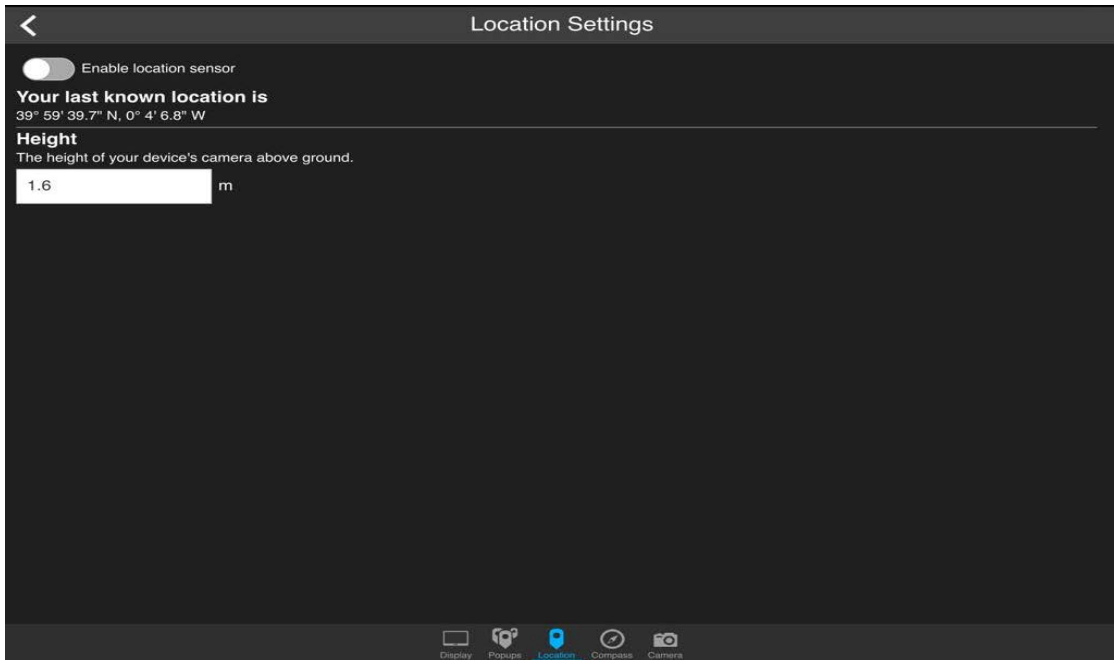 Location Settings
Enable location sensor
Your last known location is
39° 59' 39.7" N, 0° 4' 6.8" W
Height
The height of your device's camera above ground.
1.6 m
Display Popups Location Compass Camera